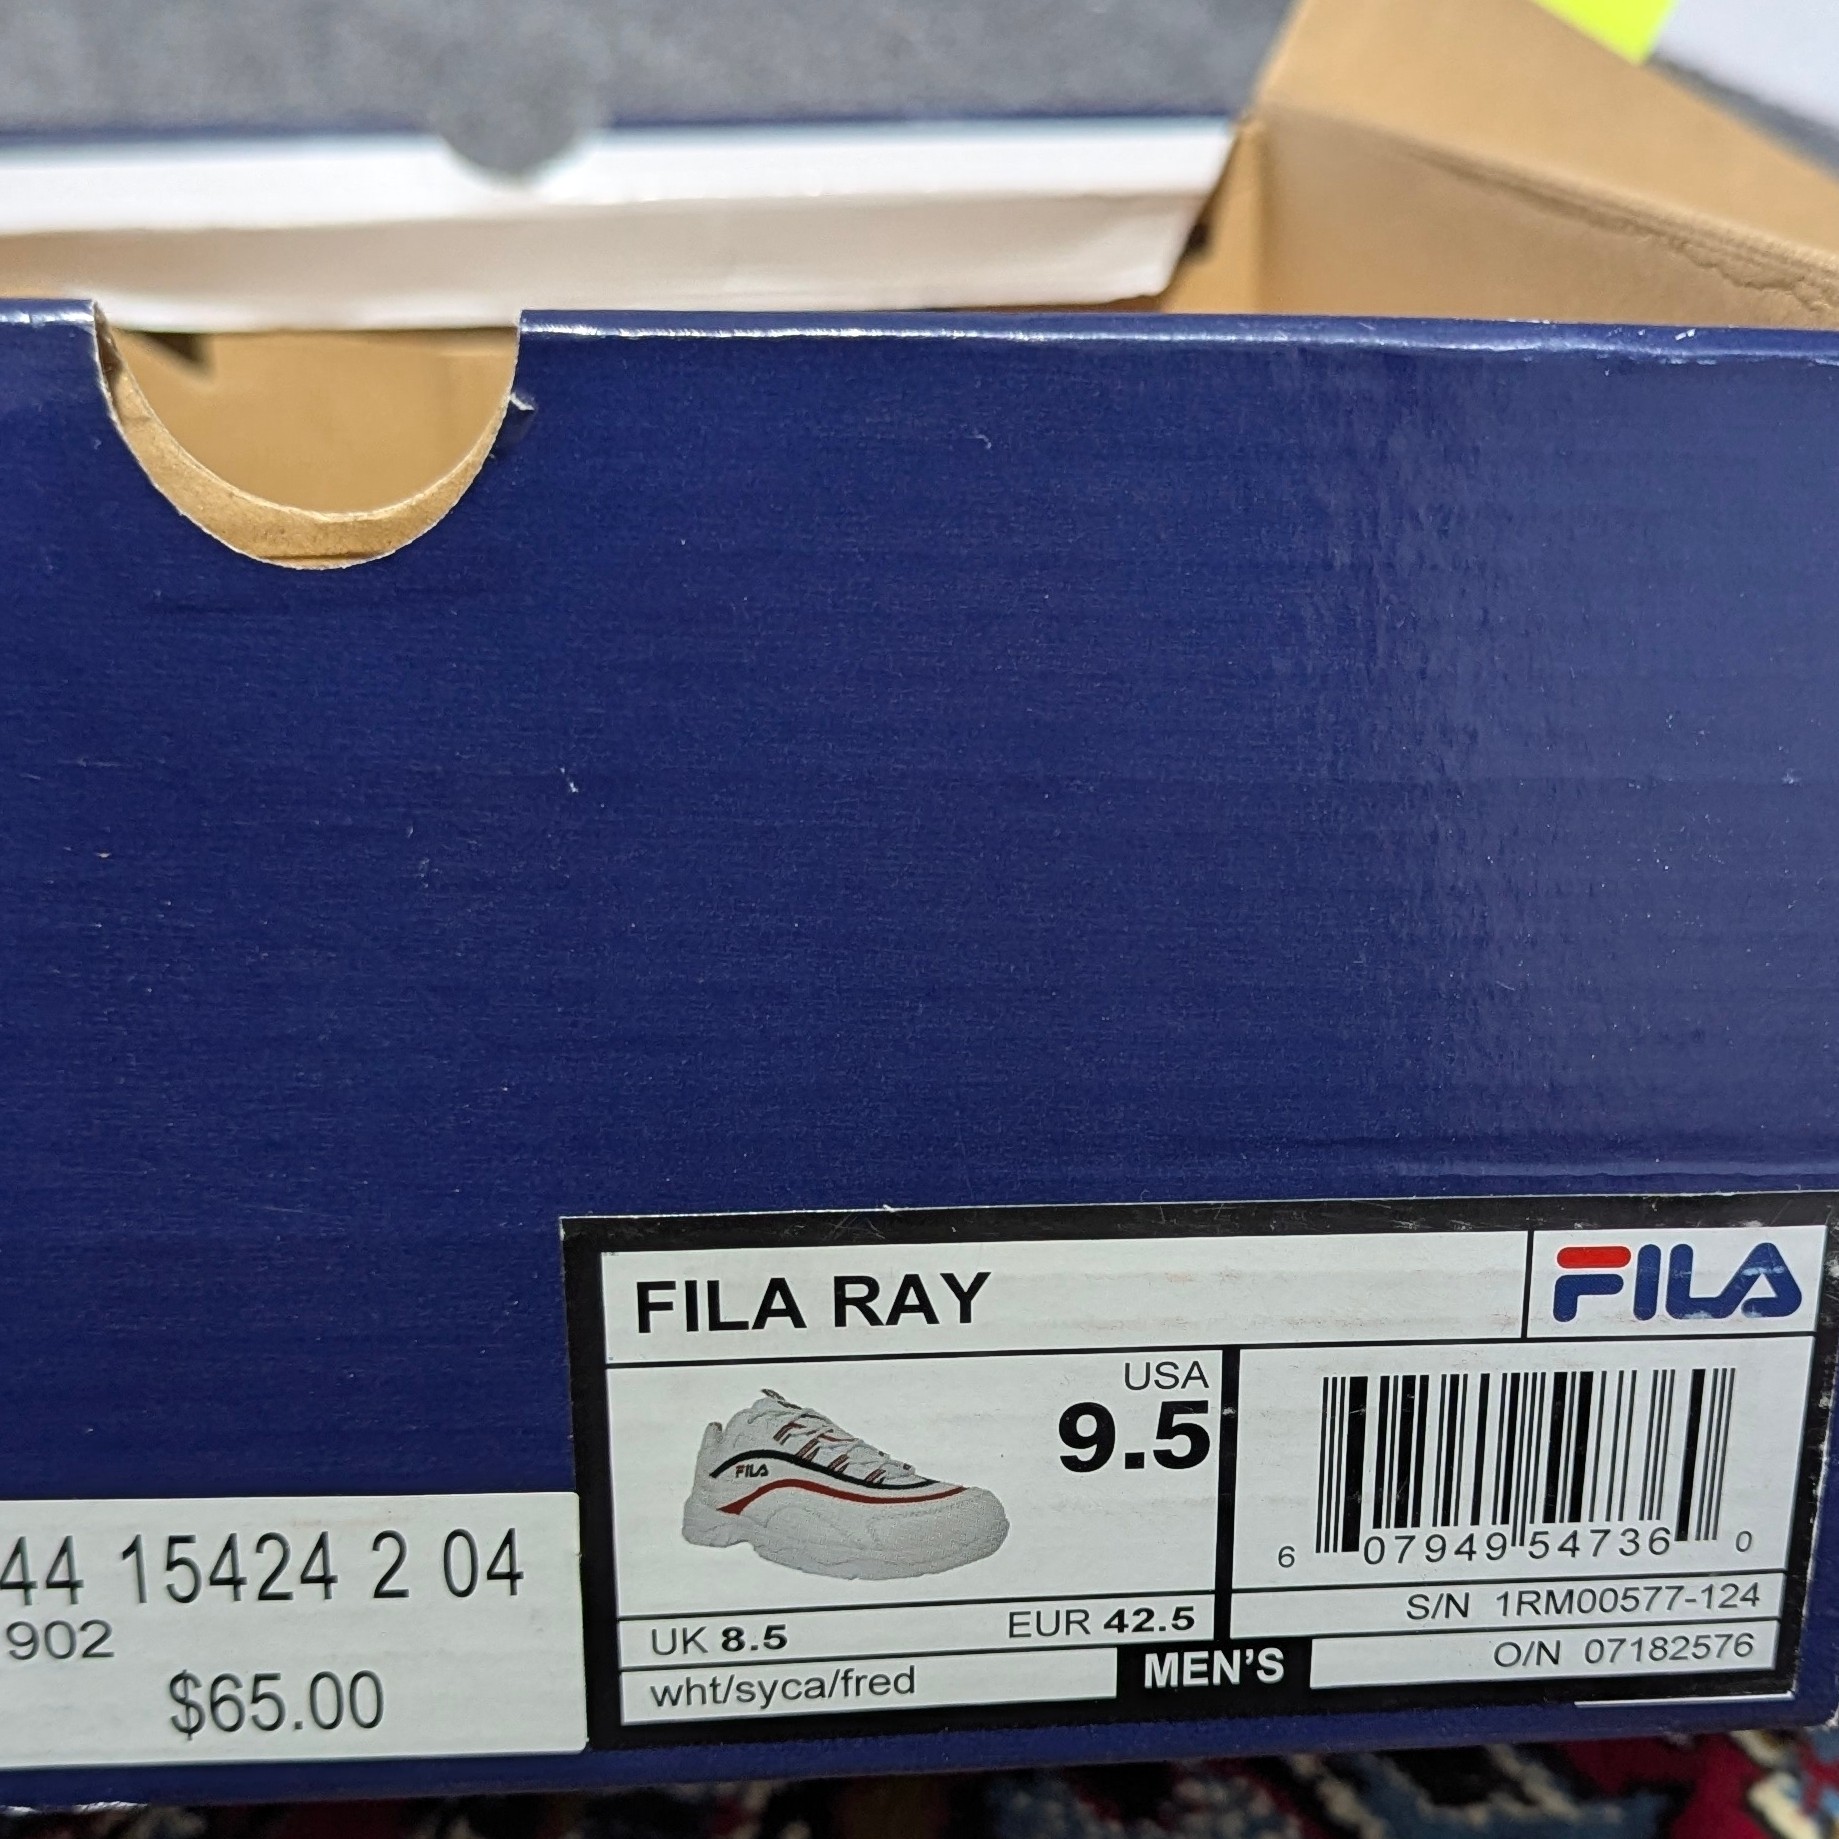 FILA RAY
FILA
USA
9.5
FILA
6 07949 54736 0
UK 8.5 EUR 42.5
S/N 1RM00577-124
wht/syca/fred
MEN'S
O/N 07182576
44 15424 2 04
902
$65.00